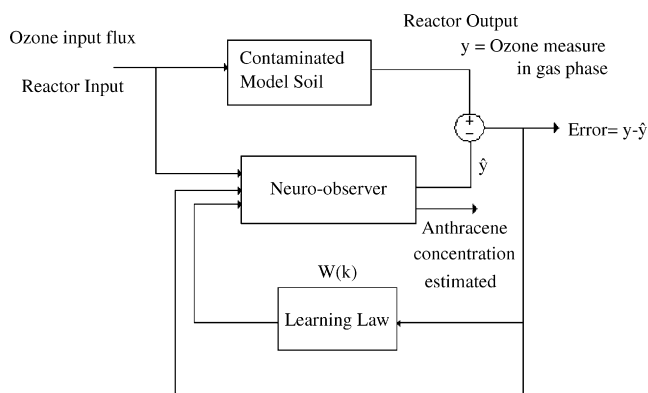 Ozone input flux
Reactor Input
Contaminated
Model Soil
Reactor Output
y = Ozone measure
in gas phase
+
−
Error= y-ŷ
ŷ
Neuro-observer
Anthracene
concentration
estimated
W(k)
Learning Law